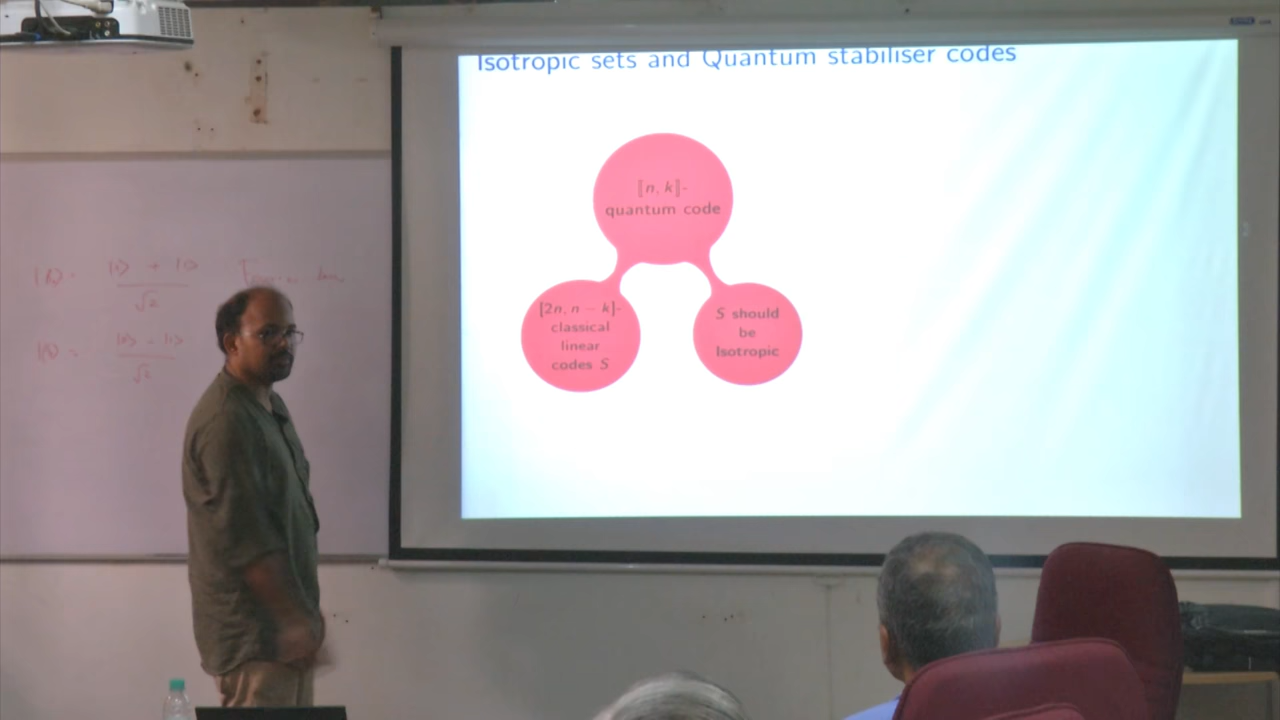 Isotropic sets and Quantum stabiliser codes
⟦n, k⟧-
quantum code
[2n, n − k]-
classical
linear
codes S
S should
be
Isotropic